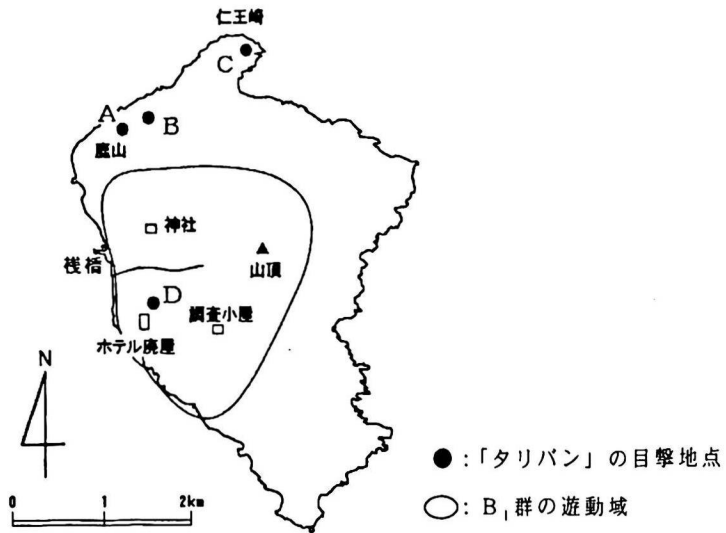 仁王崎
C
A
B
庭山
神社
桟橋
山頂
D
調査小屋
ホテル廃屋
N
0 1 2km
●:「タリバン」の目撃地点
○: B₁群の遊動域